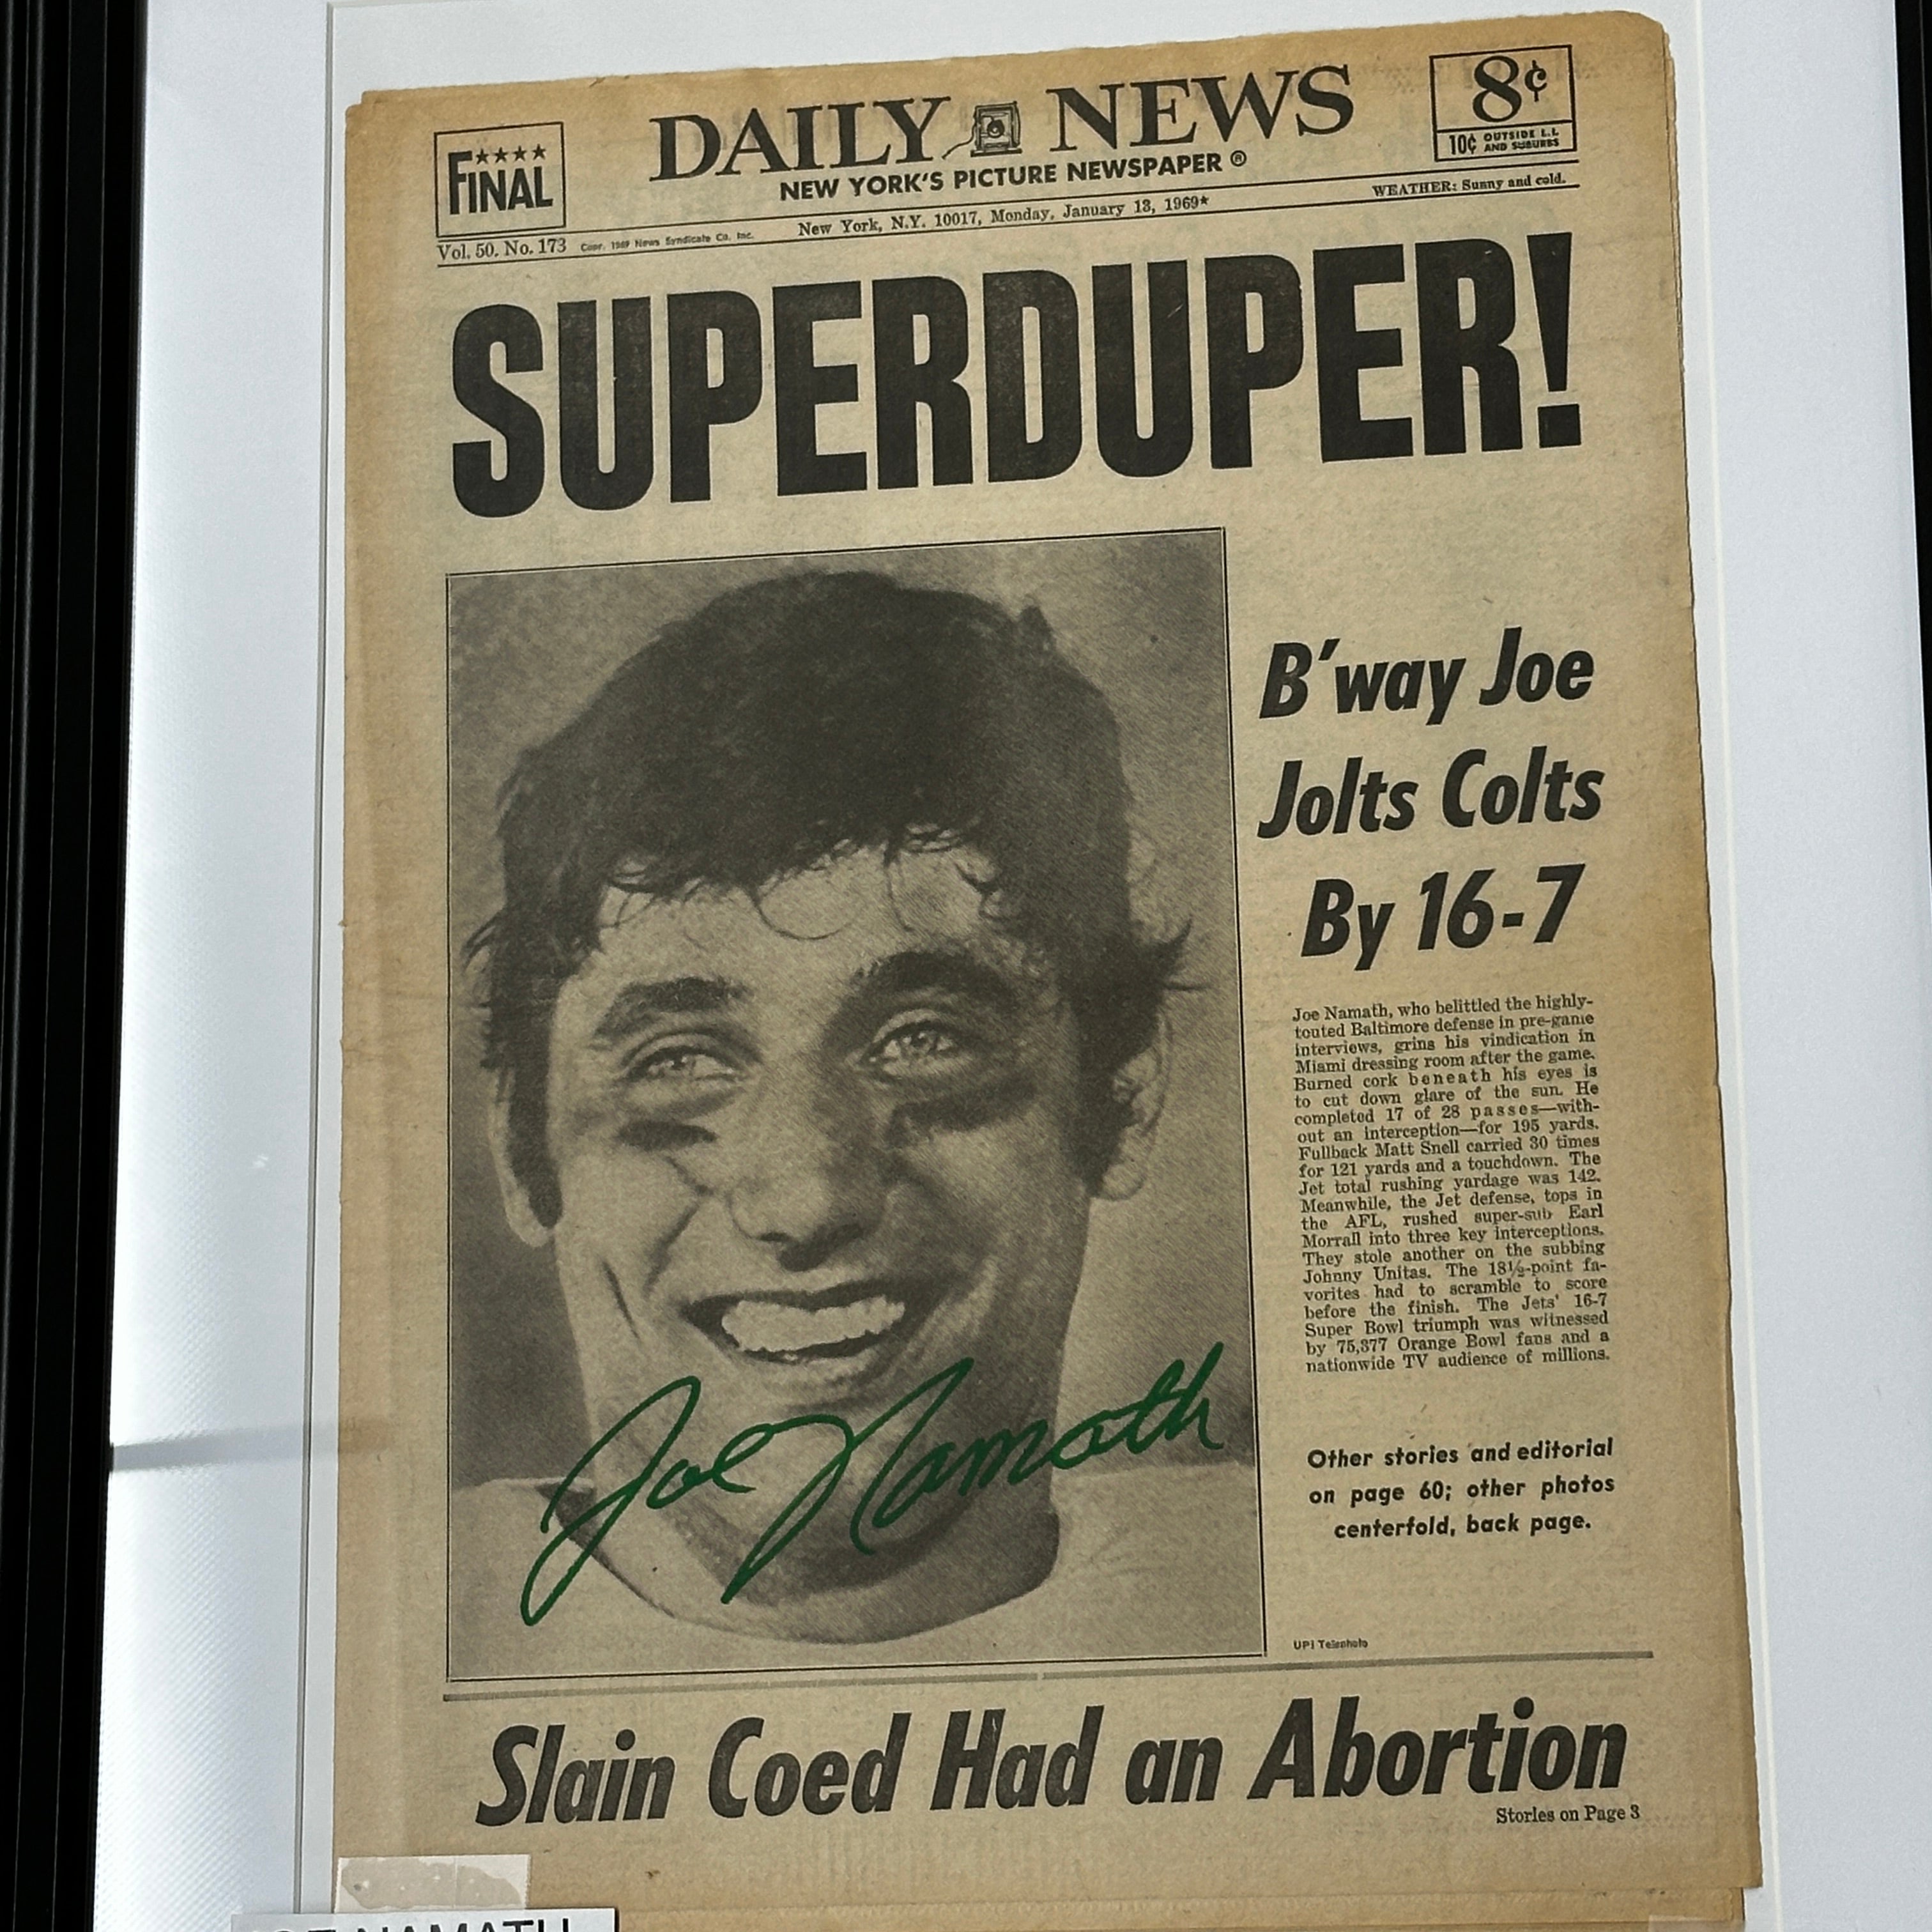 ★★★★
FINAL
DAILY NEWS
NEW YORK'S PICTURE NEWSPAPER ®
8¢
10¢ OUTSIDE L.I. AND SUBURBS
WEATHER: Sunny and cold.
Vol. 50. No. 173 Copr. 1969 News Syndicate Co. Inc. New York, N.Y. 10017, Monday, January 13, 1969★
SUPERDUPER!
B'way Joe
Jolts Colts
By 16-7
Joe Namath, who belittled the highly-
touted Baltimore defense in pre-game
interviews, grins his vindication in
Miami dressing room after the game.
Burned cork beneath his eyes is
to cut down glare of the sun. He
completed 17 of 28 passes—with-
out an interception—for 195 yards.
Fullback Matt Snell carried 30 times
for 121 yards and a touchdown. The
Jet total rushing yardage was 142.
Meanwhile, the Jet defense, tops in
the AFL, rushed super-sub Earl
Morrall into three key interceptions.
They stole another on the subbing
Johnny Unitas. The 18½-point fa-
vorites had to scramble to score
before the finish. The Jets' 16-7
Super Bowl triumph was witnessed
by 75,377 Orange Bowl fans and a
nationwide TV audience of millions.
Joe Namath
Other stories and editorial
on page 60; other photos
centerfold, back page.
UPI Telephoto
Slain Coed Had an Abortion
Stories on Page 3
NAMATH